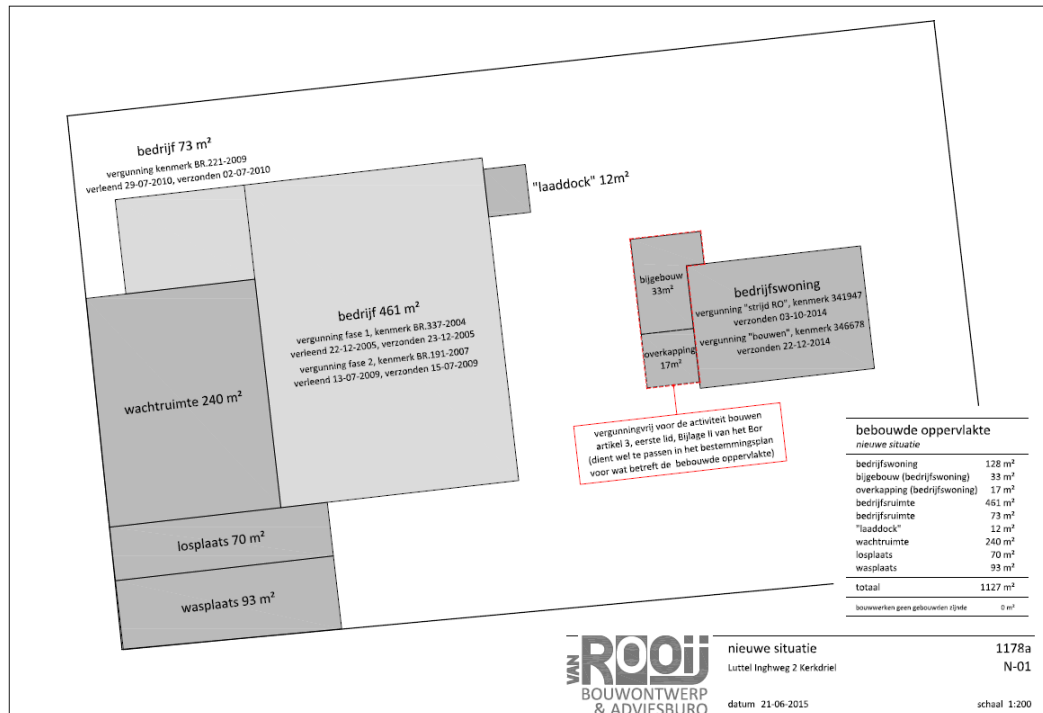 bedrijf 73 m²
vergunning kenmerk BR.221-2009
verleend 29-07-2010, verzonden 02-07-2010
"laaddock" 12m²
bijgebouw
33m²
overkapping
17m²
bedrijfswoning
vergunning "strijd RO", kenmerk 341947
verzonden 03-10-2014
vergunning "bouwen", kenmerk 346678
verzonden 22-12-2014
bedrijf 461 m²
vergunning fase 1, kenmerk BR.337-2004
verleend 22-12-2005, verzonden 23-12-2005
vergunning fase 2, kenmerk BR.191-2007
verleend 13-07-2009, verzonden 15-07-2009
wachtruimte 240 m²
losplaats 70 m²
wasplaats 93 m²
vergunningvrij voor de activiteit bouwen
artikel 3, eerste lid, Bijlage II van het Bor
(dient wel te passen in het bestemmingsplan
voor wat betreft de bebouwde oppervlakte)
bebouwde oppervlakte
nieuwe situatie
bedrijfswoning 128 m²
bijgebouw (bedrijfswoning) 33 m²
overkapping (bedrijfswoning) 17 m²
bedrijfsruimte 461 m²
bedrijfsruimte 73 m²
"laaddock" 12 m²
wachtruimte 240 m²
losplaats 70 m²
wasplaats 93 m²
totaal 1127 m²
bouwwerken geen gebouwden zijnde 0 m²
VAN ROOIJ
BOUWONTWERP
& ADVIESBURO
nieuwe situatie 1178a
Luttel Inghweg 2 Kerkdriel N-01
datum 21-06-2015 schaal 1:200